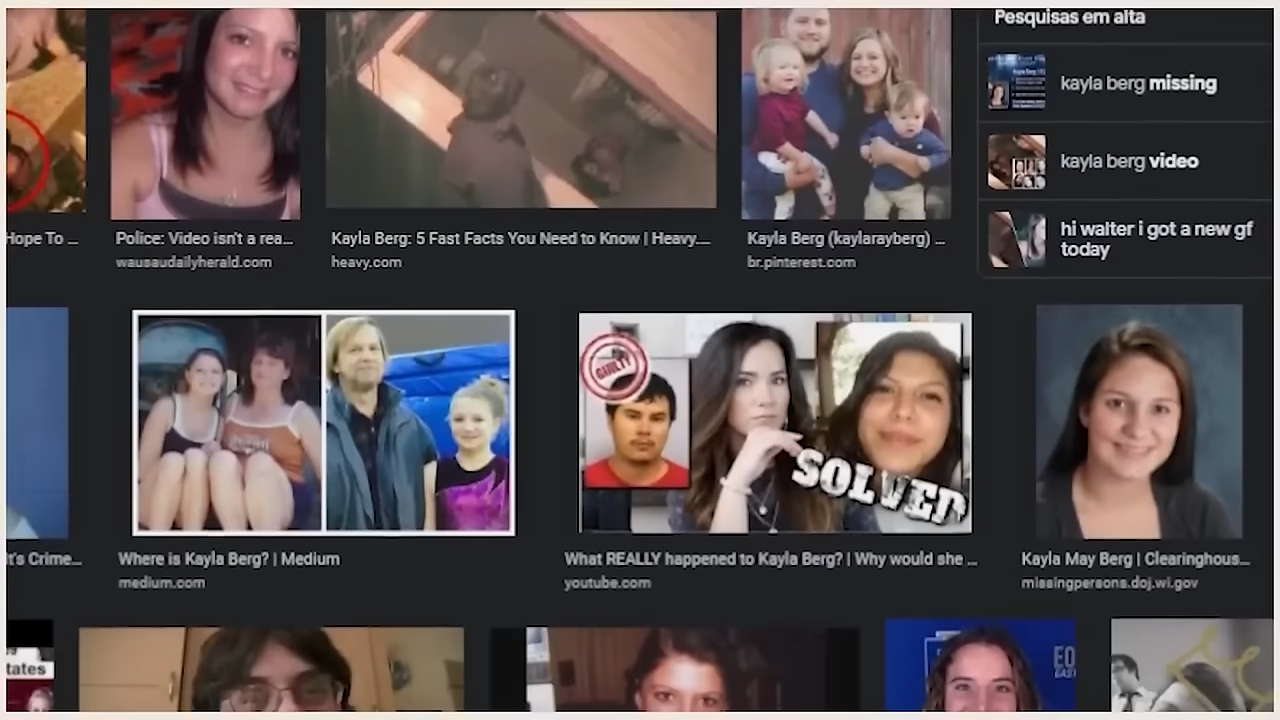 Pesquisas em alta
kayla berg missing
kayla berg video
hi walter i got a new gf
today
Hope To ...
Police: Video isn't a rea...
wausaudailyherald.com
Kayla Berg: 5 Fast Facts You Need to Know | Heavy....
heavy.com
Kayla Berg (kaylarayberg) ...
br.pinterest.com
GUILTY
SOLVED
It's Crime...
Where is Kayla Berg? | Medium
medium.com
What REALLY happened to Kayla Berg? | Why would she ...
youtube.com
Kayla May Berg | Clearinghous...
missingpersons.doj.wi.gov
tates
EO